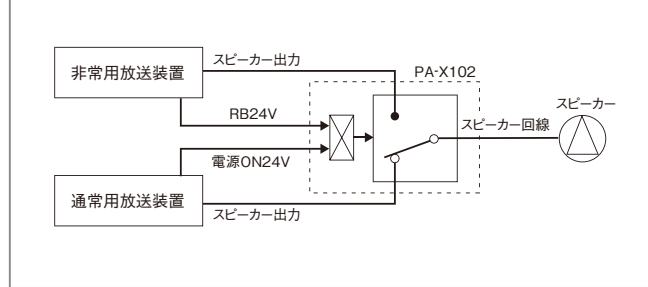 非常用放送装置
スピーカー出力
PA-X102
RB24V
スピーカー回線
スピーカー
電源ON24V
通常用放送装置
スピーカー出力